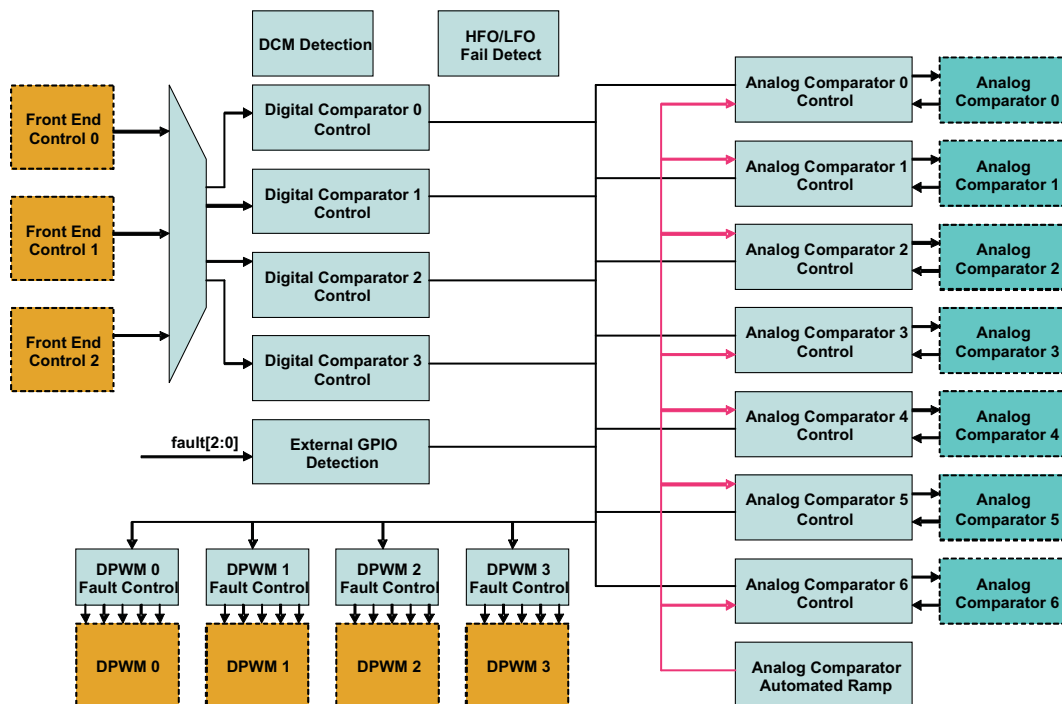 DCM Detection
HFO/LFO
Fail Detect
Front End
Control 0
Front End
Control 1
Front End
Control 2
Digital Comparator 0
Control
Digital Comparator 1
Control
Digital Comparator 2
Control
Digital Comparator 3
Control
fault[2:0]
External GPIO
Detection
Analog Comparator 0
Control
Analog
Comparator 0
Analog Comparator 1
Control
Analog
Comparator 1
Analog Comparator 2
Control
Analog
Comparator 2
Analog Comparator 3
Control
Analog
Comparator 3
Analog Comparator 4
Control
Analog
Comparator 4
Analog Comparator 5
Control
Analog
Comparator 5
Analog Comparator 6
Control
Analog
Comparator 6
Analog Comparator
Automated Ramp
DPWM 0
Fault Control
DPWM 1
Fault Control
DPWM 2
Fault Control
DPWM 3
Fault Control
DPWM 0
DPWM 1
DPWM 2
DPWM 3